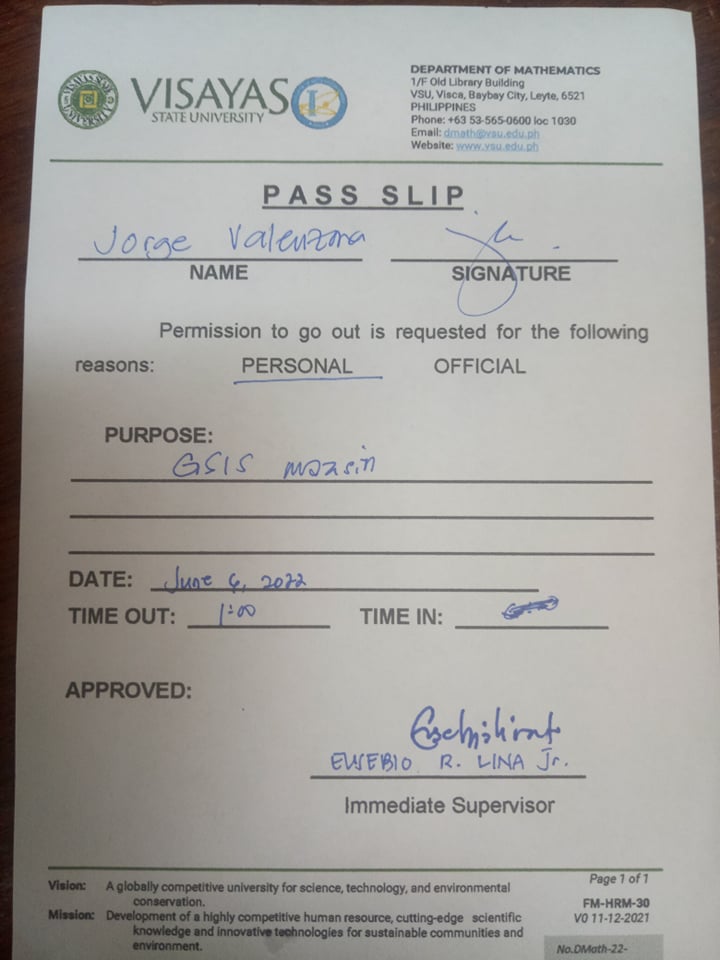 VISAYAS
STATE UNIVERSITY
DEPARTMENT OF MATHEMATICS
1/F Old Library Building
VSU, Visca, Baybay City, Leyte, 6521
PHILIPPINES
Phone: +63 53-565-0600 loc 1030
Email: dmath@vsu.edu.ph
Website: www.vsu.edu.ph
PASS SLIP
Jorge Valenzona
NAME SIGNATURE
Permission to go out is requested for the following
reasons: PERSONAL OFFICIAL
PURPOSE:
GSIS maasin
DATE: June 6, 2022
TIME OUT: 1:00 TIME IN:
APPROVED:
EUSEBIO R. LINA Jr.
Immediate Supervisor
Vision: A globally competitive university for science, technology, and environmental
conservation.
Mission: Development of a highly competitive human resource, cutting-edge scientific
knowledge and innovative technologies for sustainable communities and
environment.
Page 1 of 1
FM-HRM-30
V0 11-12-2021
No.DMath-22-